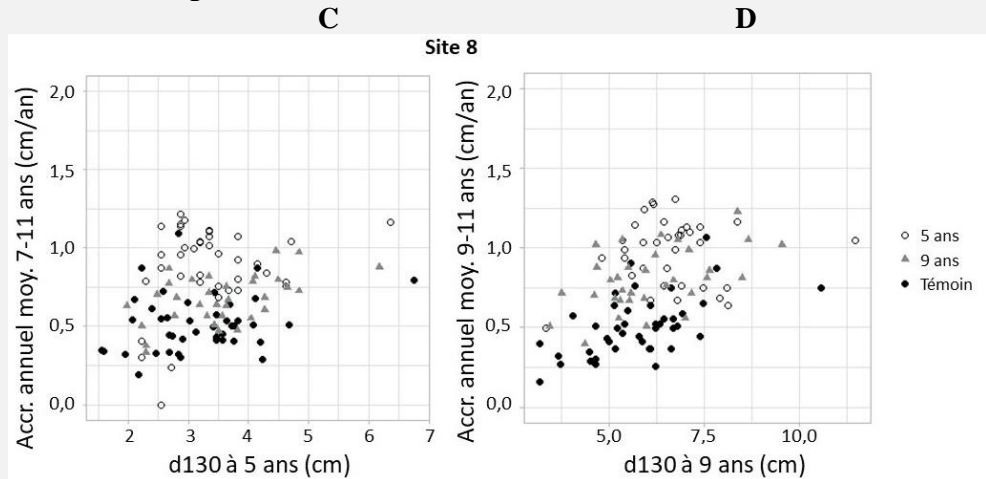 C D
Site 8
Accr. annuel moy. 7-11 ans (cm/an)
2,0
1,5
1,0
0,5
0,0
2 3 4 5 6 7
d130 à 5 ans (cm)
Accr. annuel moy. 9-11 ans (cm/an)
2,0
1,5
1,0
0,5
0,0
5,0 7,5 10,0
d130 à 9 ans (cm)
5 ans
9 ans
Témoin